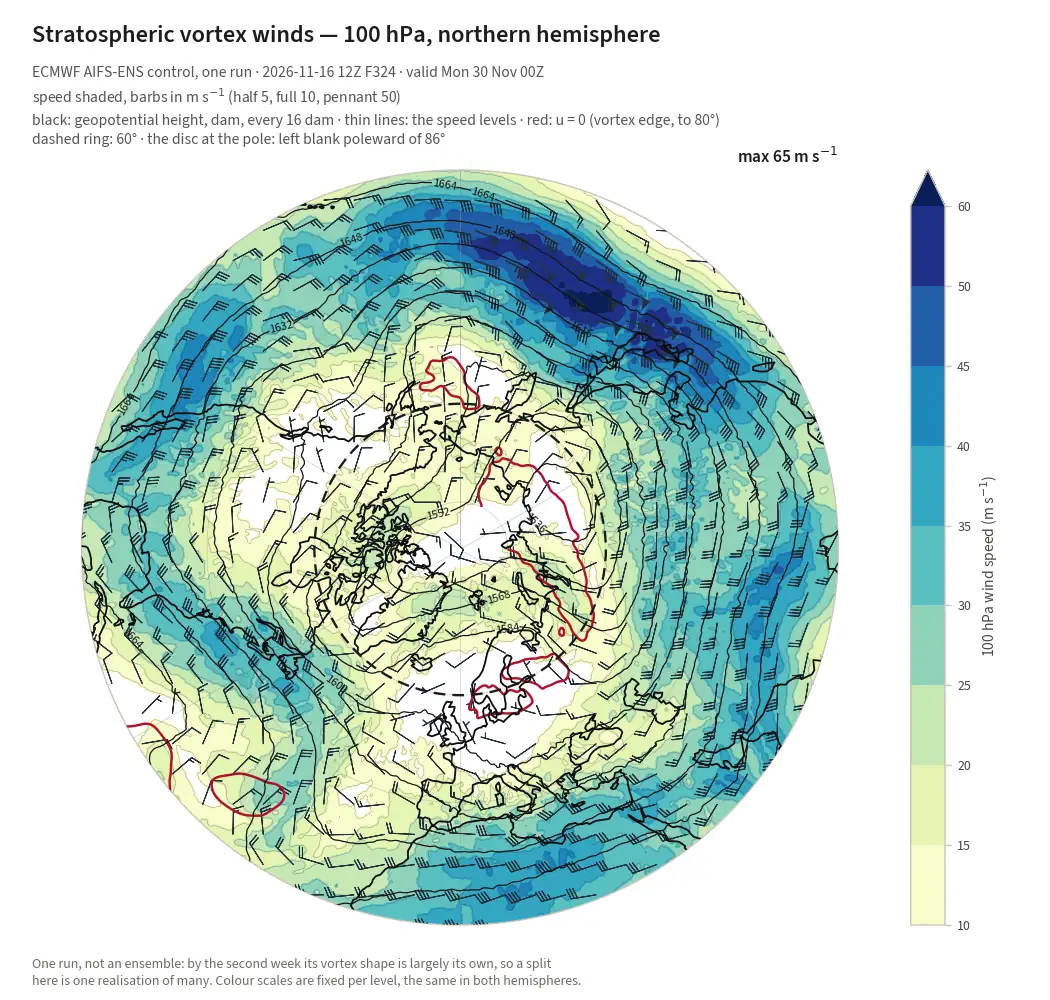 Stratospheric vortex winds — 100 hPa, northern hemisphere
ECMWF AIFS-ENS control, one run · 2026-11-16 12Z F324 · valid Mon 30 Nov 00Z
speed shaded, barbs in m s⁻¹ (half 5, full 10, pennant 50)
black: geopotential height, dam, every 16 dam · thin lines: the speed levels · red: u = 0 (vortex edge, to 80°)
dashed ring: 60° · the disc at the pole: left blank poleward of 86°
max 65 m s⁻¹
1664
1664
1648
1648
1632
1592
1568
1584
1664
60
50
45
40
35
30
25
20
15
10
100 hPa wind speed (m s⁻¹)
One run, not an ensemble: by the second week its vortex shape is largely its own, so a split
here is one realisation of many. Colour scales are fixed per level, the same in both hemispheres.